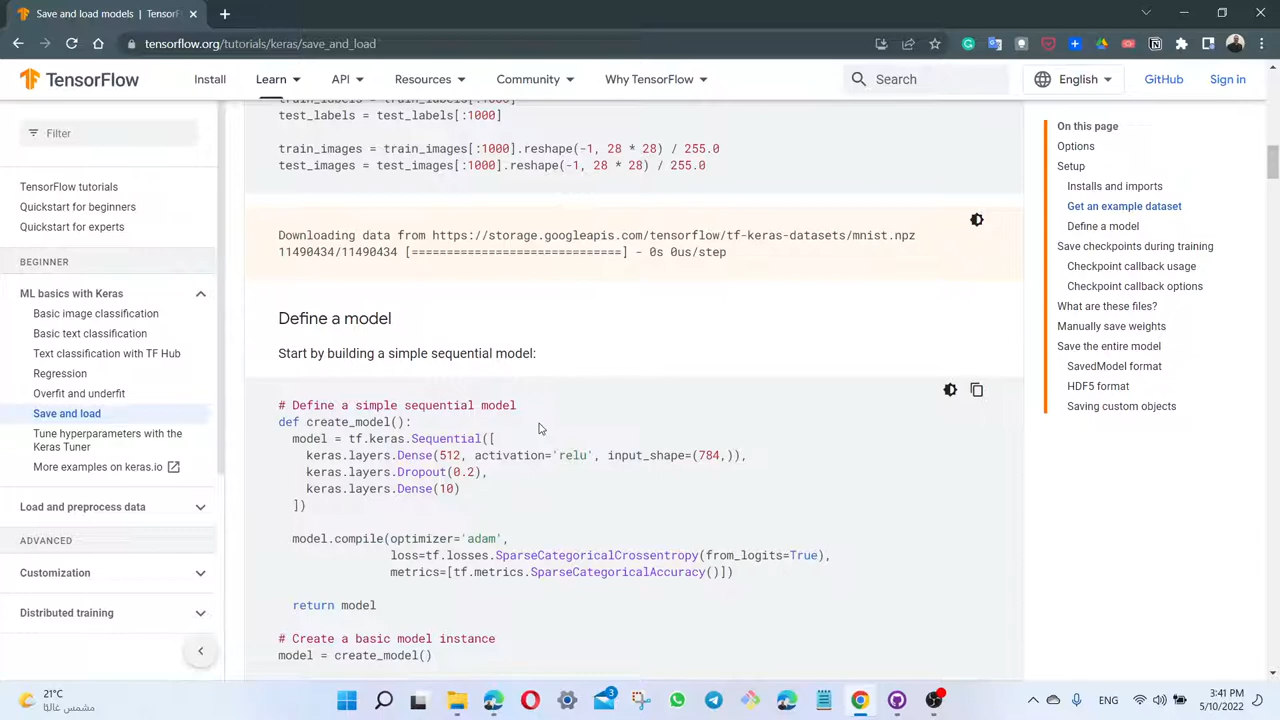 Save and load models | TensorF
tensorflow.org/tutorials/keras/save_and_load
TensorFlow
Install
Learn
API
Resources
Community
Why TensorFlow
Search
English
GitHub
Sign in
Filter
TensorFlow tutorials
Quickstart for beginners
Quickstart for experts
BEGINNER
ML basics with Keras
Basic image classification
Basic text classification
Text classification with TF Hub
Regression
Overfit and underfit
Save and load
Tune hyperparameters with the
Keras Tuner
More examples on keras.io
Load and preprocess data
ADVANCED
Customization
Distributed training
train_labels = train_labels[:1000]
test_labels = test_labels[:1000]
train_images = train_images[:1000].reshape(-1, 28 * 28) / 255.0
test_images = test_images[:1000].reshape(-1, 28 * 28) / 255.0
Downloading data from https://storage.googleapis.com/tensorflow/tf-keras-datasets/mnist.npz
11490434/11490434 [==============================] - 0s 0us/step
Define a model
Start by building a simple sequential model:
# Define a simple sequential model
def create_model():
model = tf.keras.Sequential([
keras.layers.Dense(512, activation='relu', input_shape=(784,)),
keras.layers.Dropout(0.2),
keras.layers.Dense(10)
])
model.compile(optimizer='adam',
loss=tf.losses.SparseCategoricalCrossentropy(from_logits=True),
metrics=[tf.metrics.SparseCategoricalAccuracy()])
return model
# Create a basic model instance
model = create_model()
On this page
Options
Setup
Installs and imports
Get an example dataset
Define a model
Save checkpoints during training
Checkpoint callback usage
Checkpoint callback options
What are these files?
Manually save weights
Save the entire model
SavedModel format
HDF5 format
Saving custom objects
21°C
مشمس غالبًا
3
ENG
3:41 PM
5/10/2022